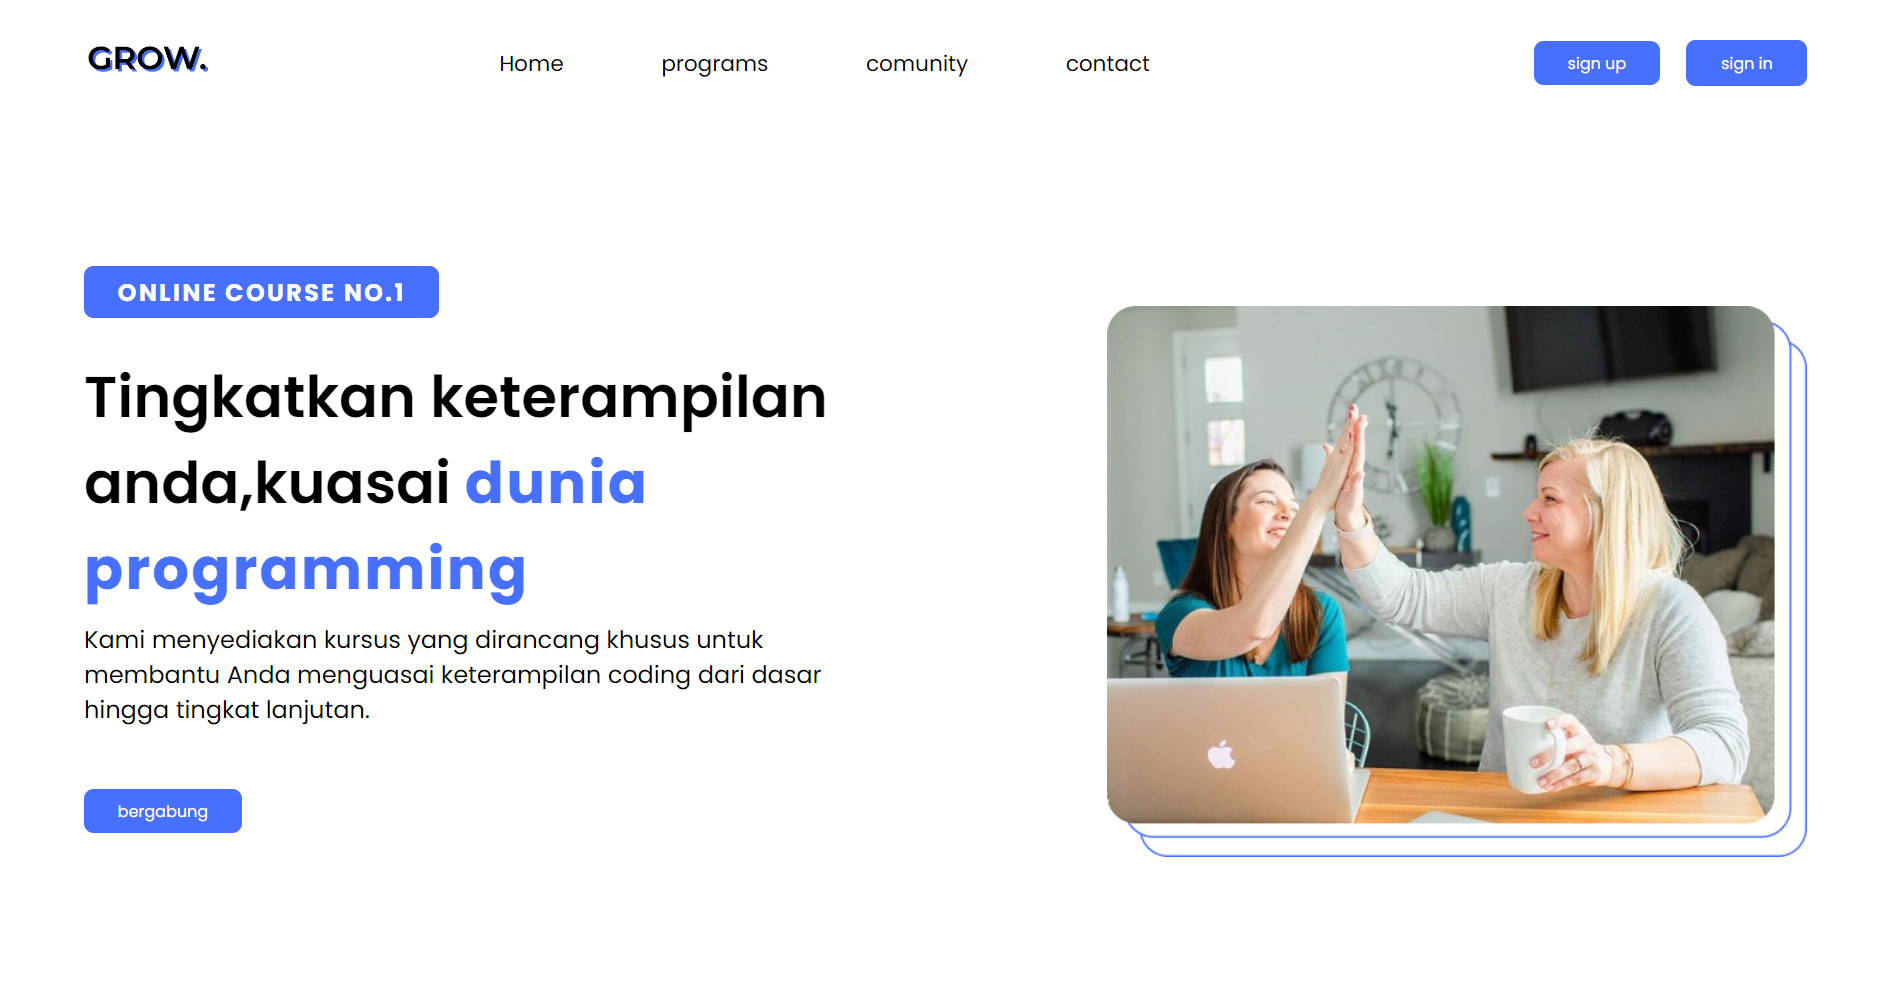 GROW.
Home
programs
comunity
contact
sign up
sign in
ONLINE COURSE NO.1
Tingkatkan keterampilan
anda,kuasai dunia
programming
Kami menyediakan kursus yang dirancang khusus untuk
membantu Anda menguasai keterampilan coding dari dasar
hingga tingkat lanjutan.
bergabung